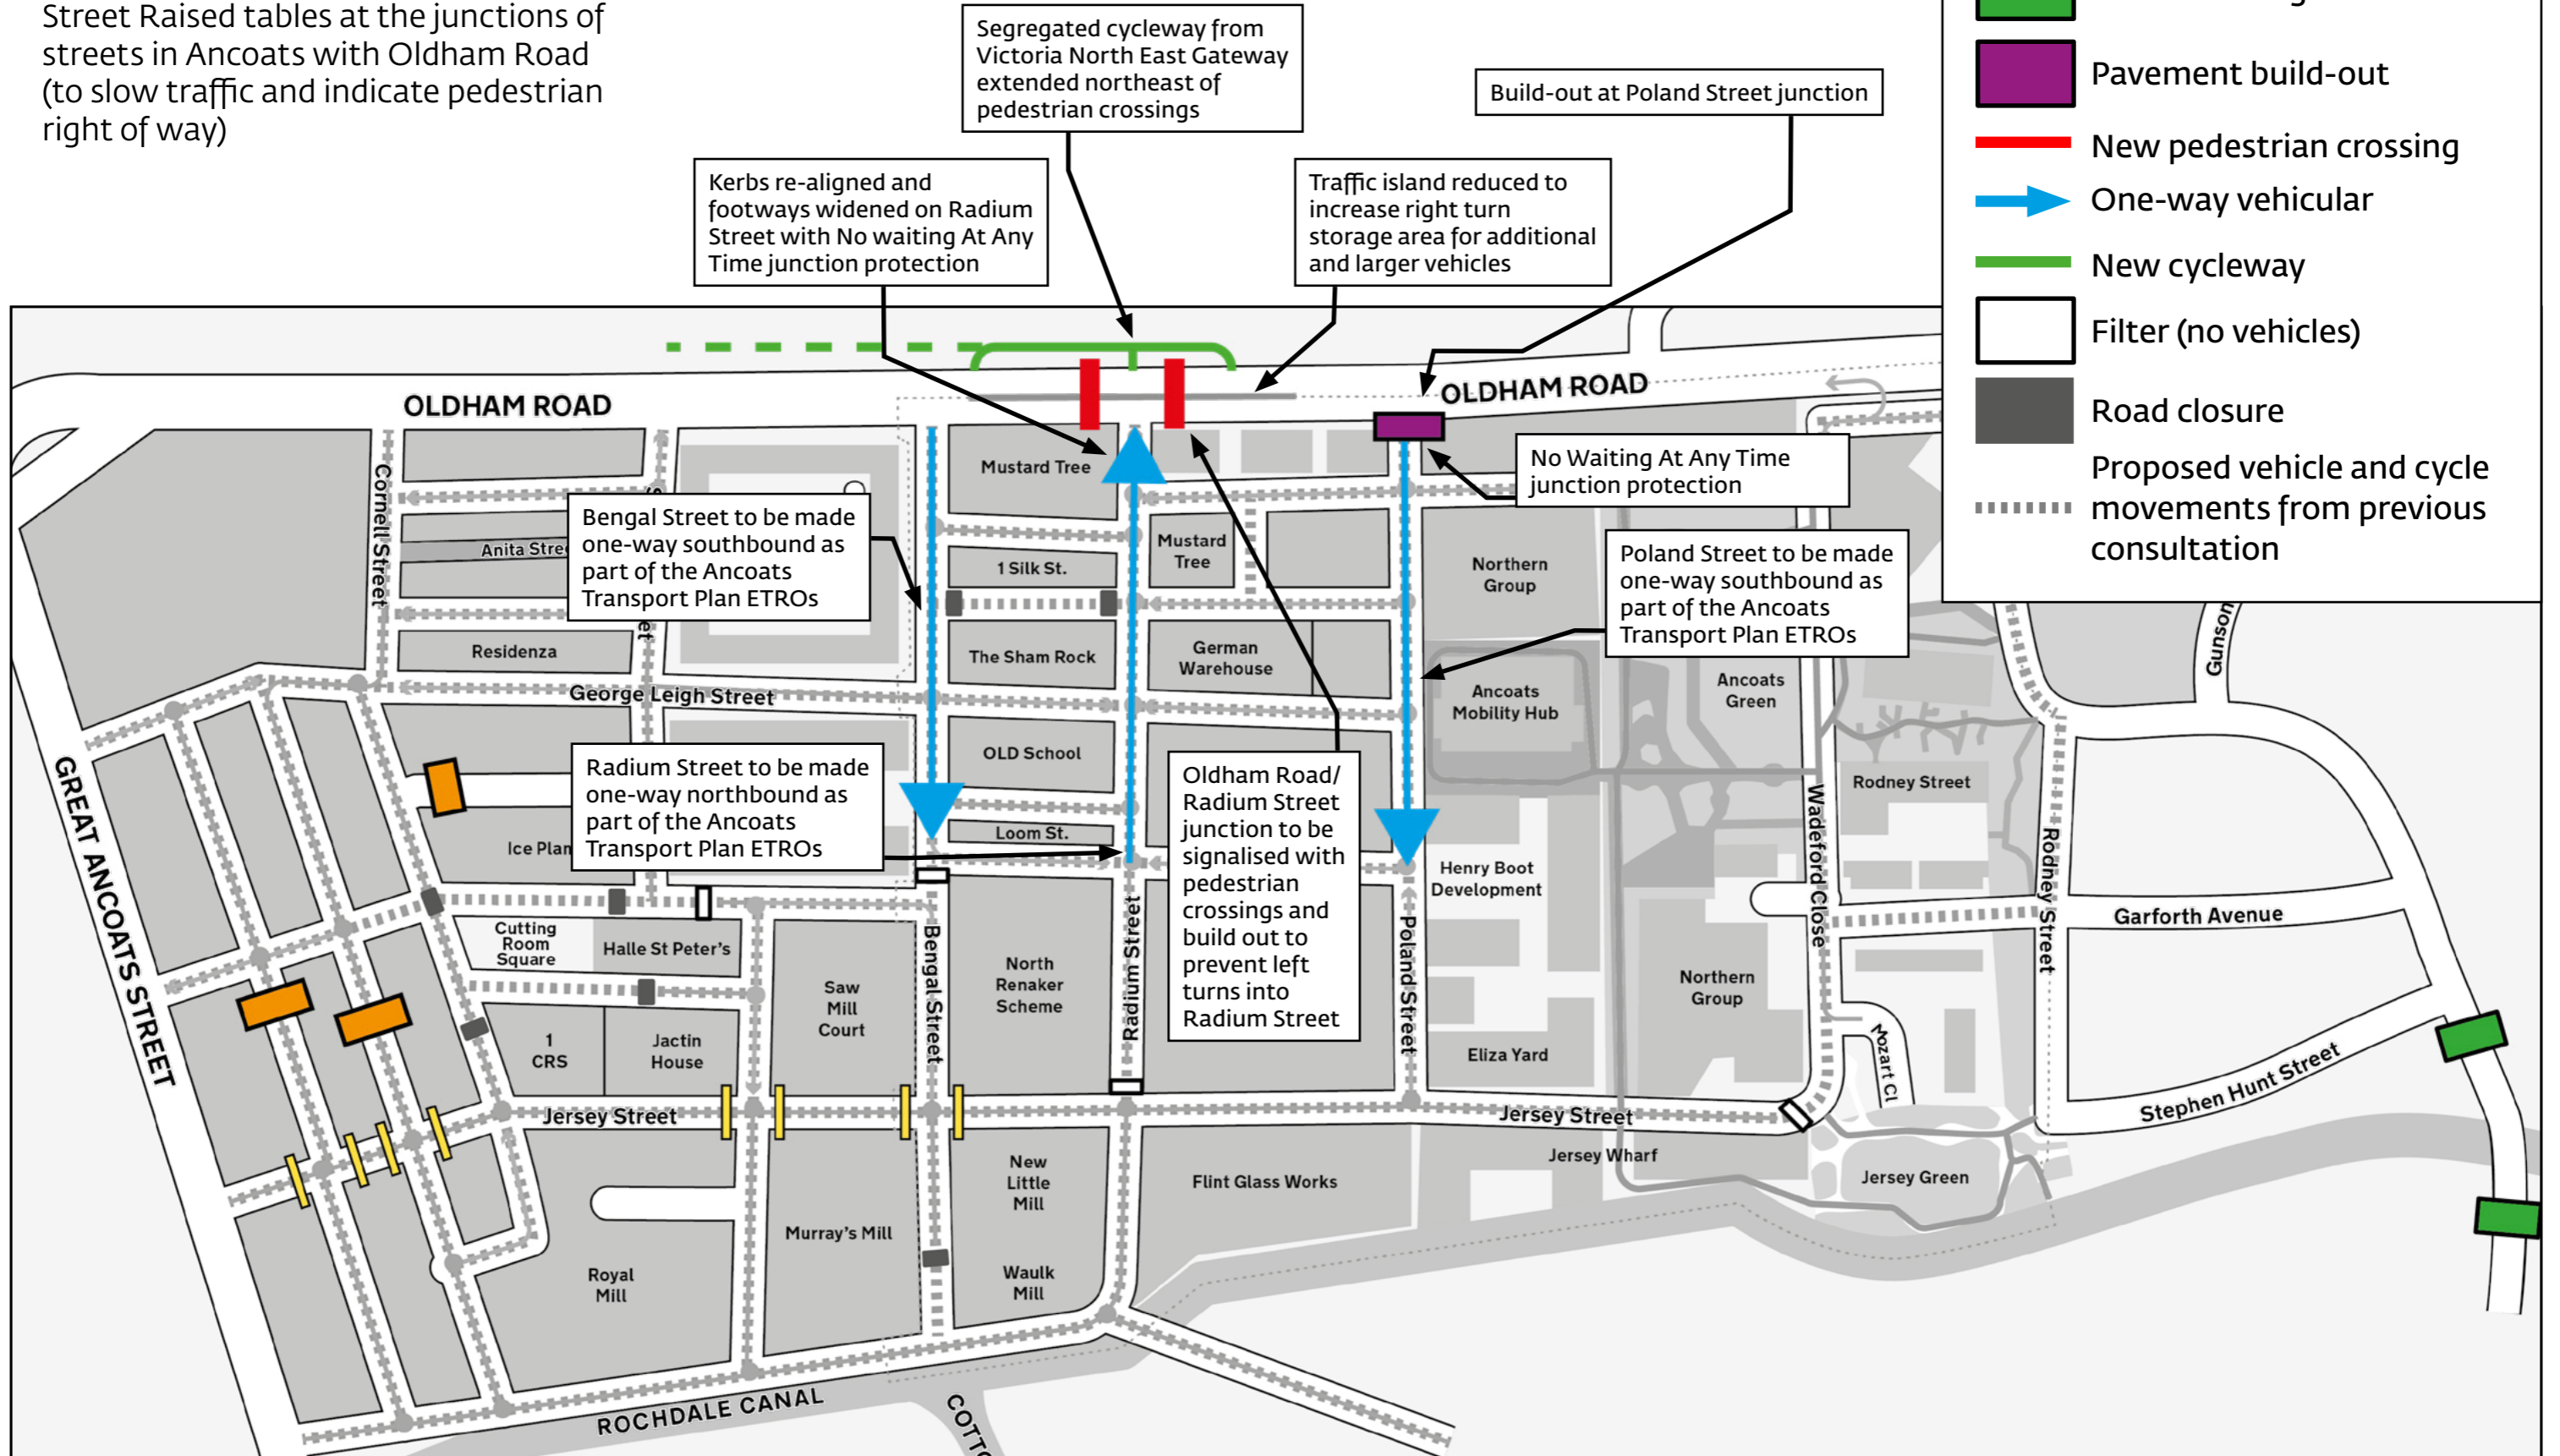 Street Raised tables at the junctions of
streets in Ancoats with Oldham Road
(to slow traffic and indicate pedestrian
right of way)
Segregated cycleway from
Victoria North East Gateway
extended northeast of
pedestrian crossings
Build-out at Poland Street junction
Kerbs re-aligned and
footways widened on Radium
Street with No waiting At Any
Time junction protection
Traffic island reduced to
increase right turn
storage area for additional
and larger vehicles
Pavement build-out
New pedestrian crossing
One-way vehicular
New cycleway
Filter (no vehicles)
Road closure
Proposed vehicle and cycle
movements from previous
consultation
OLDHAM ROAD
OLDHAM ROAD
Cornell Street
Anita Stree
Residenza
George Leigh Street
Bengal Street to be made
one-way southbound as
part of the Ancoats
Transport Plan ETROs
Mustard Tree
1 Silk St.
The Sham Rock
OLD School
Loom St.
Mustard
Tree
German
Warehouse
No Waiting At Any Time
junction protection
Northern
Group
Poland Street to be made
one-way southbound as
part of the Ancoats
Transport Plan ETROs
Ancoats
Mobility Hub
Ancoats
Green
Gunson
GREAT ANCOATS STREET
Radium Street to be made
one-way northbound as
part of the Ancoats
Transport Plan ETROs
Ice Plan
Oldham Road/
Radium Street
junction to be
signalised with
pedestrian
crossings and
build out to
prevent left
turns into
Radium Street
Henry Boot
Development
Wadeford Close
Rodney Street
Rodney Street
Garforth Avenue
Cutting
Room
Square
Halle St Peter's
Saw
Mill
Court
Bengal Street
North
Renaker
Scheme
Radium Street
Poland Street
Northern
Group
1
CRS
Jactin
House
Eliza Yard
Mozart Cl
Stephen Hunt Street
Jersey Street
Jersey Street
Jersey Wharf
Jersey Green
New
Little
Mill
Flint Glass Works
Murray's Mill
Royal
Mill
Waulk
Mill
ROCHDALE CANAL
COTTO